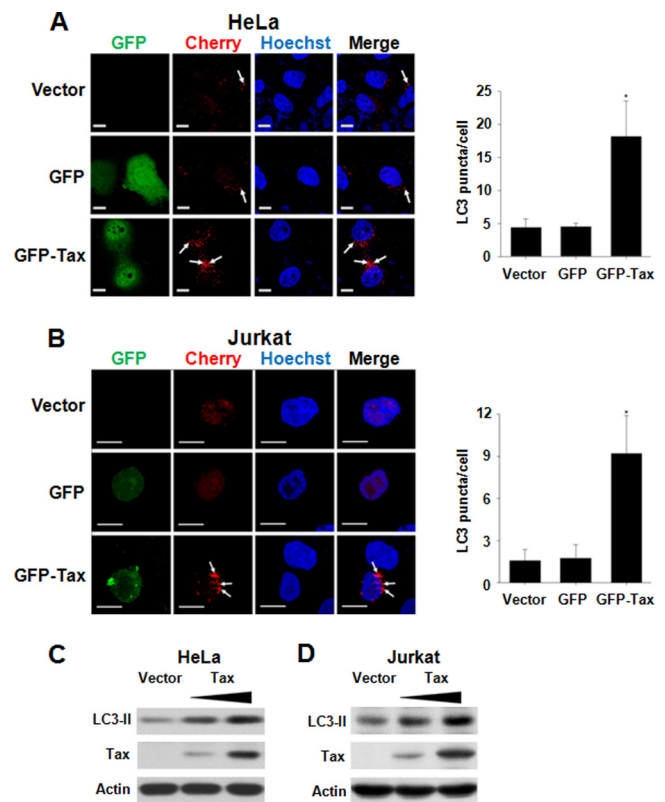 A HeLa
GFP Cherry Hoechst Merge
Vector
GFP
GFP-Tax
LC3 puncta/cell
25
20
15
10
5
0
Vector GFP GFP-Tax
*
B Jurkat
GFP Cherry Hoechst Merge
Vector
GFP
GFP-Tax
LC3 puncta/cell
12
9
6
3
0
Vector GFP GFP-Tax
*
C HeLa
Vector Tax
LC3-II
Tax
Actin
D Jurkat
Vector Tax
LC3-II
Tax
Actin